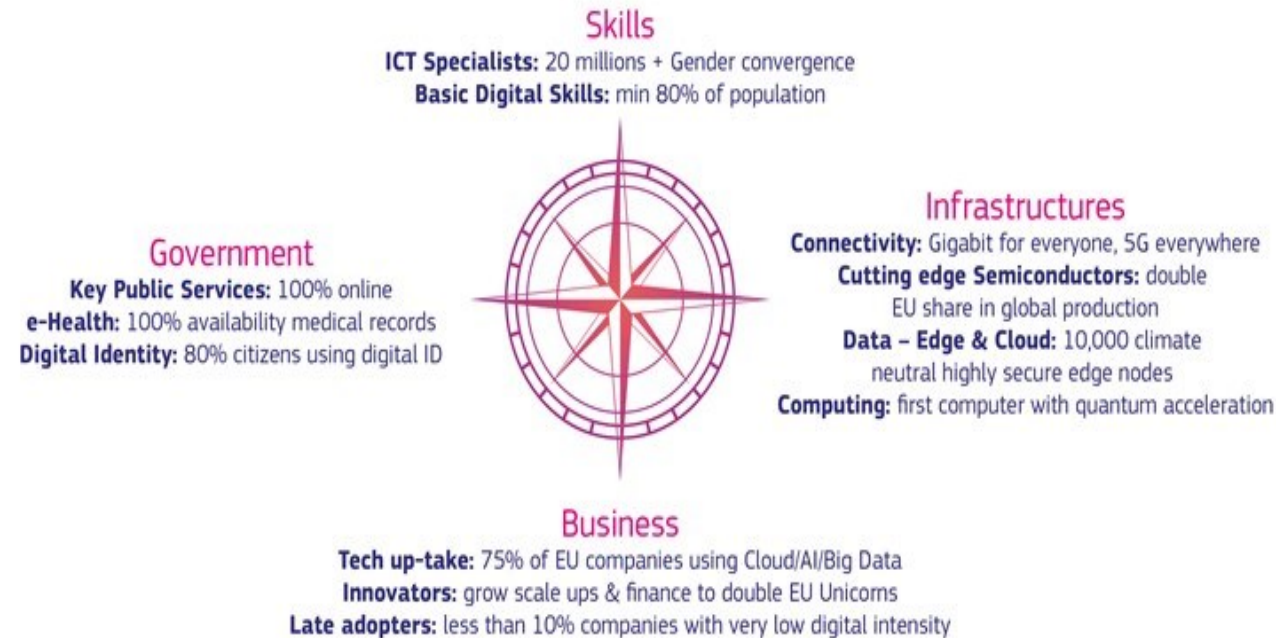 Skills
ICT Specialists: 20 millions + Gender convergence
Basic Digital Skills: min 80% of population
Government
Key Public Services: 100% online
e-Health: 100% availability medical records
Digital Identity: 80% citizens using digital ID
Infrastructures
Connectivity: Gigabit for everyone, 5G everywhere
Cutting edge Semiconductors: double
EU share in global production
Data – Edge & Cloud: 10,000 climate
neutral highly secure edge nodes
Computing: first computer with quantum acceleration
Business
Tech up-take: 75% of EU companies using Cloud/AI/Big Data
Innovators: grow scale ups & finance to double EU Unicorns
Late adopters: less than 10% companies with very low digital intensity